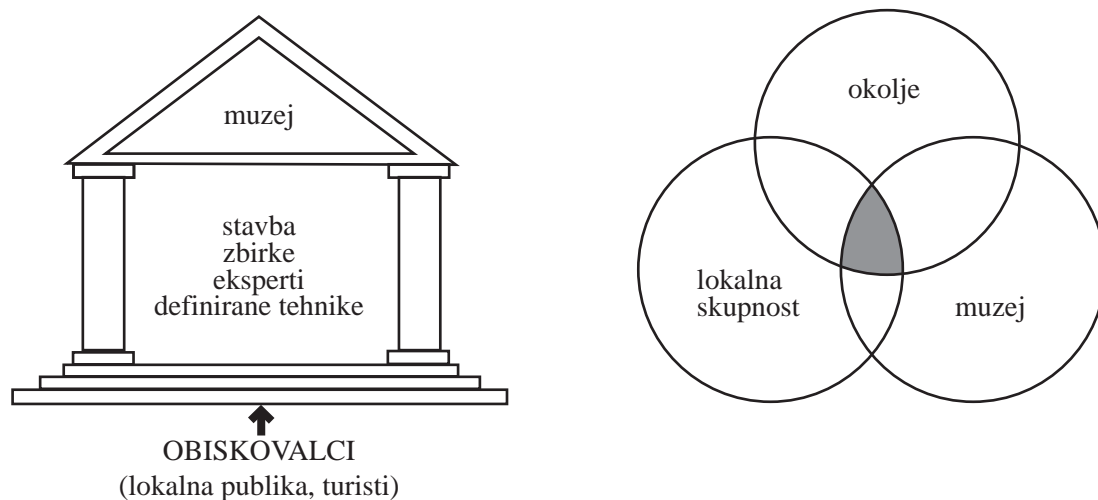 muzej
stavba
zbirke
eksperti
definirane tehnike
OBISKOVALCI
(lokalna publika, turisti)
okolje
lokalna
skupnost
muzej